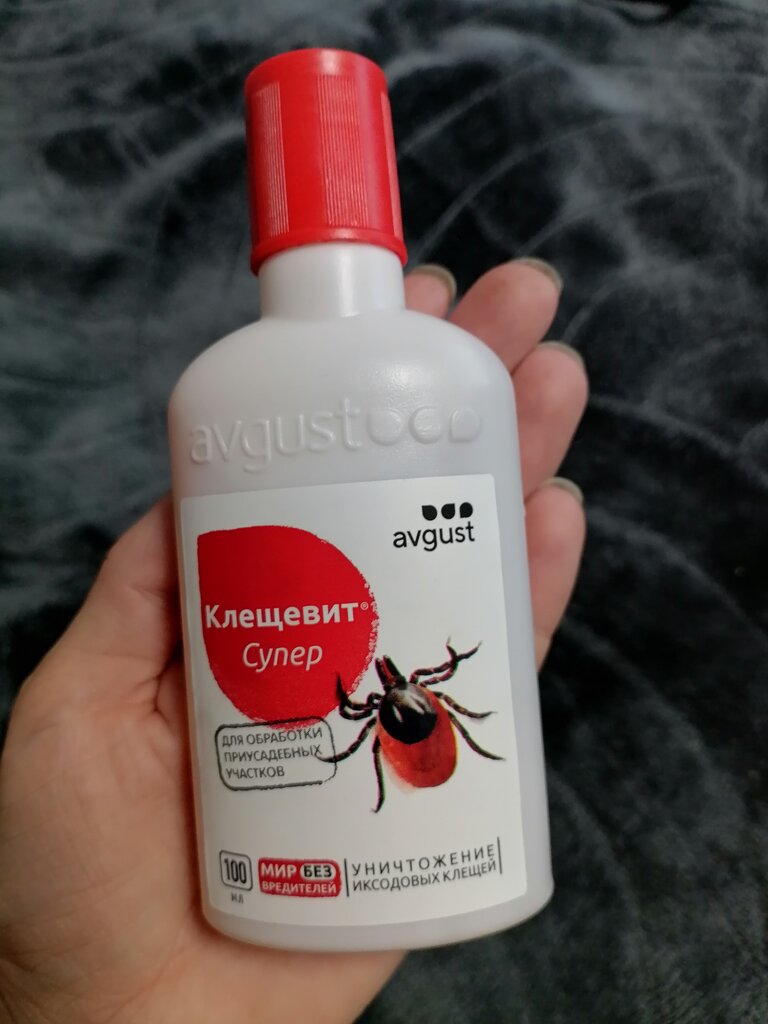 avgust
avgust
Клещевит®
Супер
ДЛЯ ОБРАБОТКИ
ПРИУСАДЕБНЫХ
УЧАСТКОВ
100
МЛ
МИР БЕЗ
ВРЕДИТЕЛЕЙ
УНИЧТОЖЕНИЕ
ИКСОДОВЫХ КЛЕЩЕЙ